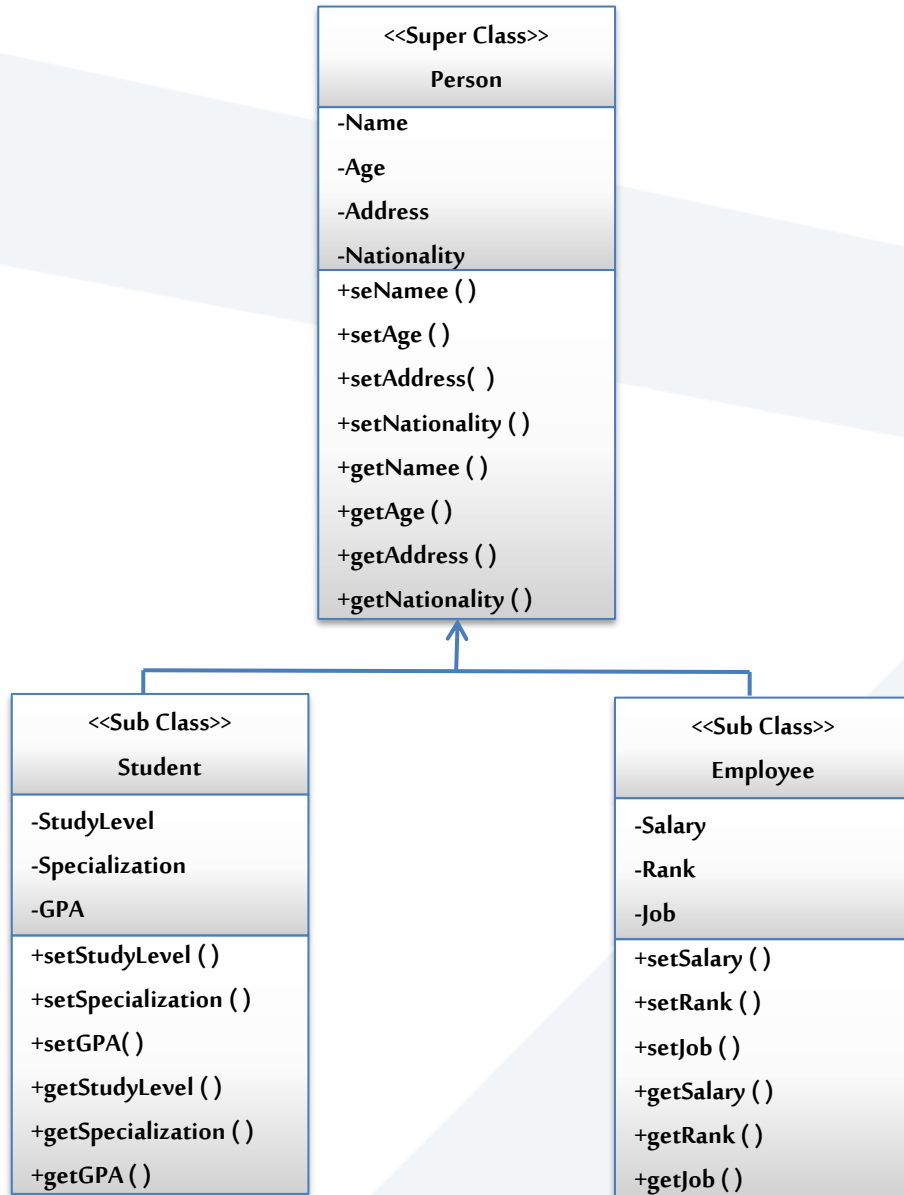 <<Super Class>>
Person
-Name
-Age
-Address
-Nationality
+seNamee ( )
+setAge ( )
+setAddress( )
+setNationality ( )
+getNamee ( )
+getAge ( )
+getAddress ( )
+getNationality ( )
<<Sub Class>>
Student
-StudyLevel
-Specialization
-GPA
+setStudyLevel ( )
+setSpecialization ( )
+setGPA( )
+getStudyLevel ( )
+getSpecialization ( )
+getGPA ( )
<<Sub Class>>
Employee
-Salary
-Rank
-Job
+setSalary ( )
+setRank ( )
+setJob ( )
+getSalary ( )
+getRank ( )
+getJob ( )